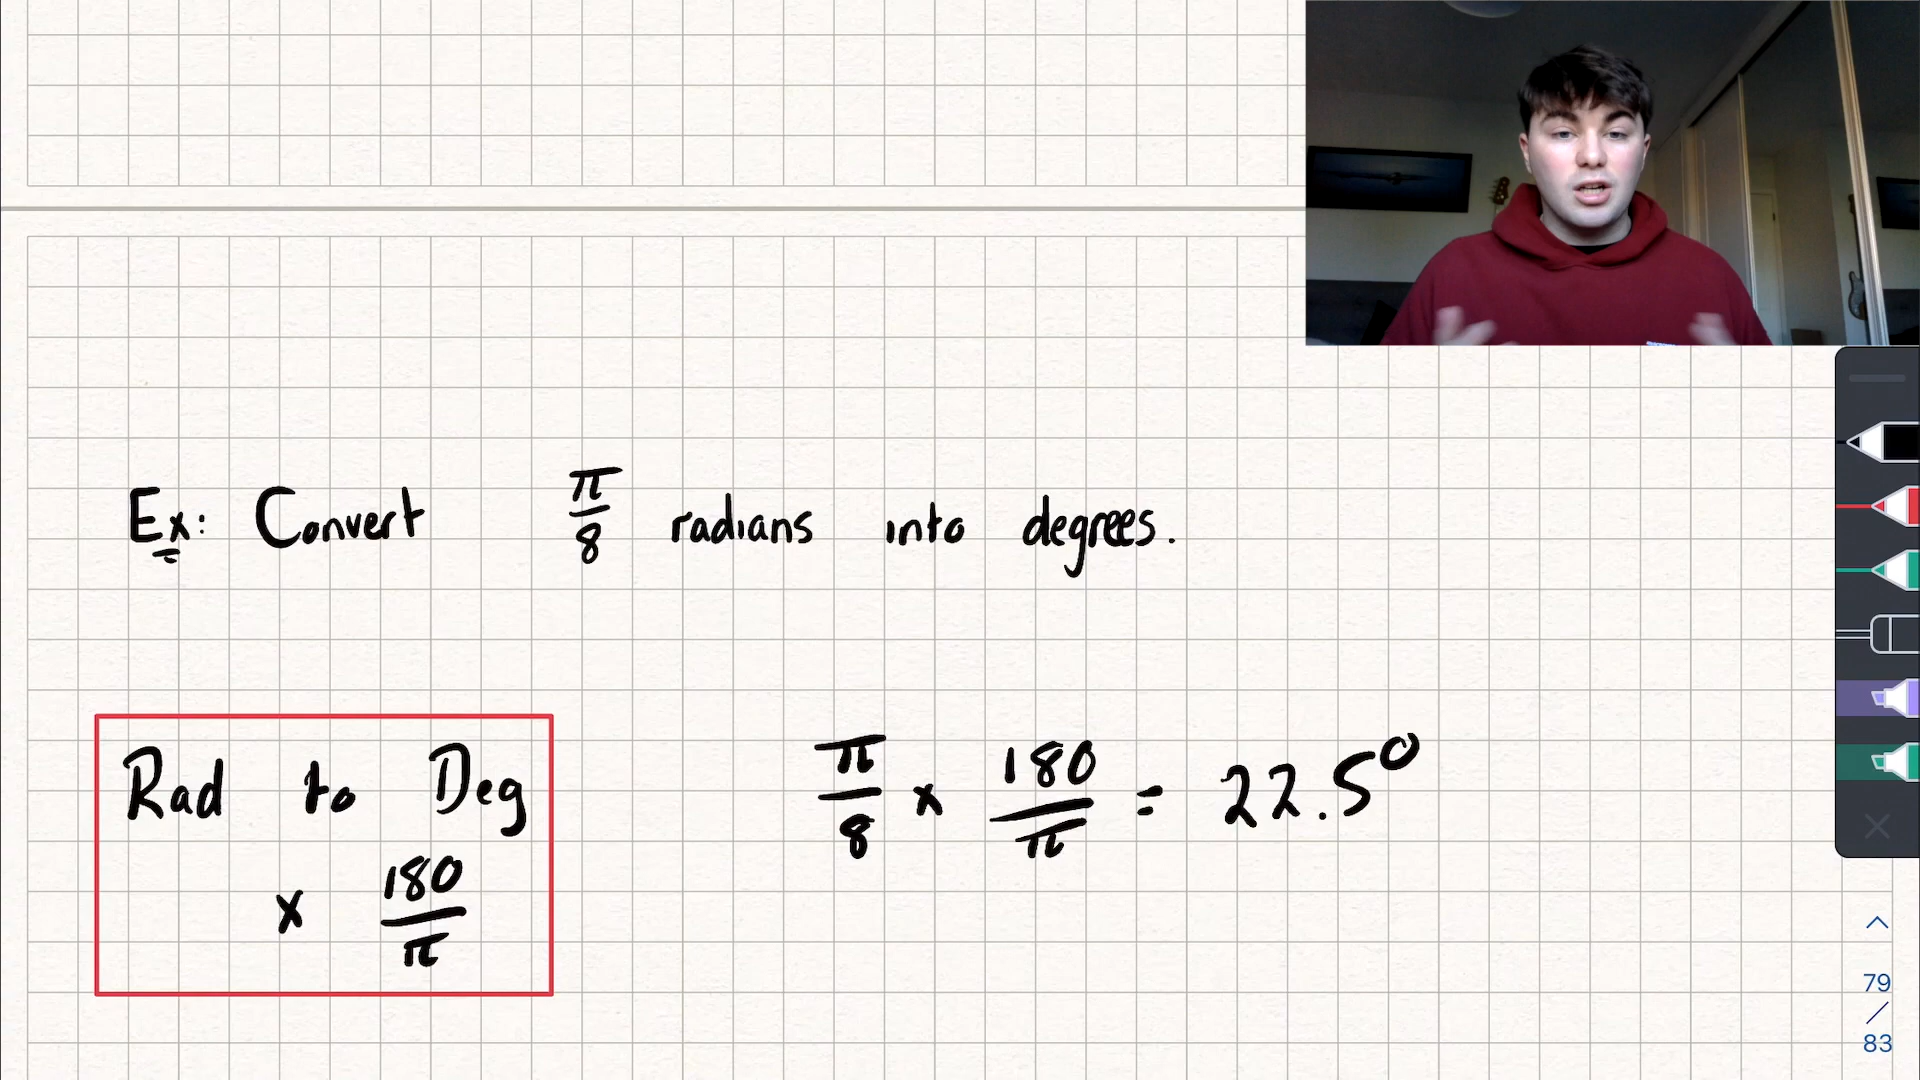 Ex: Convert π/8 radians into degrees.
Rad to Deg
x 180/π
π/8 x 180/π = 22.5°
79
/
83